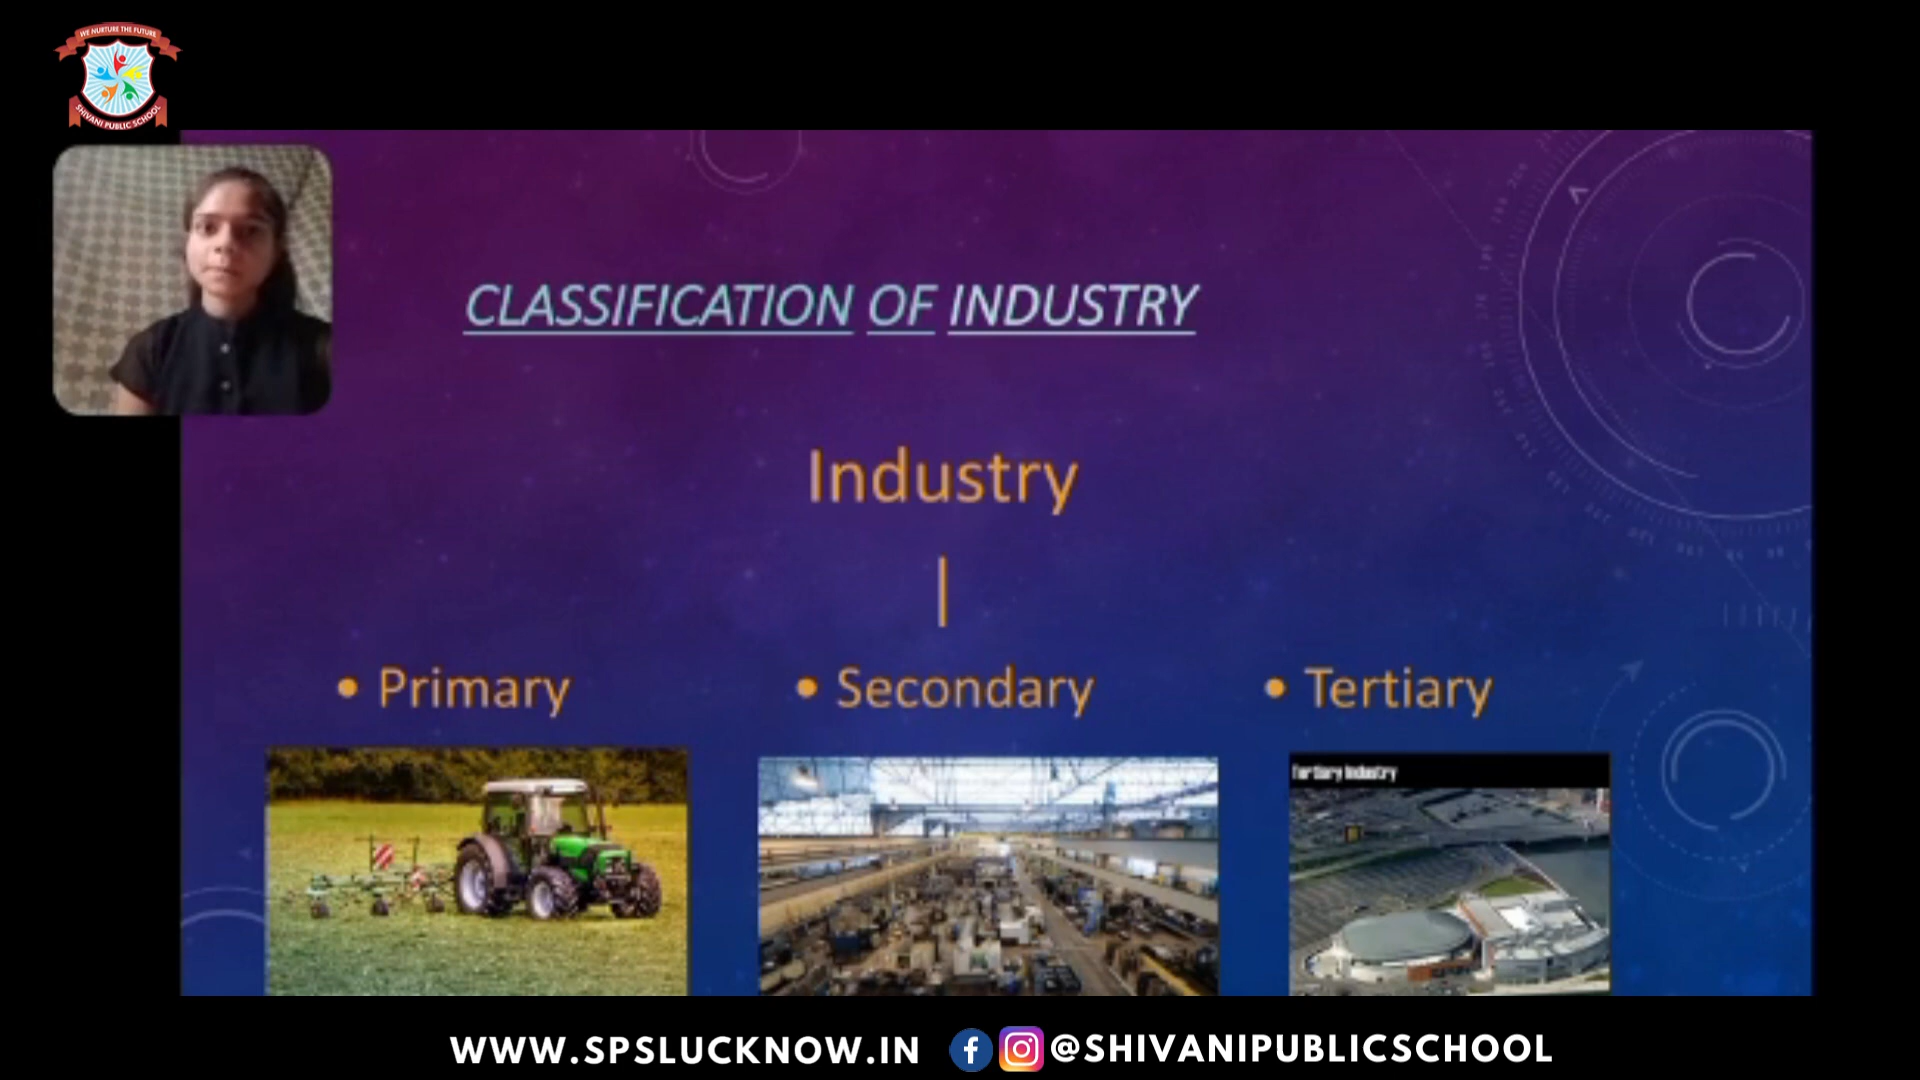 WE NURTURE THE FUTURE
SHIVANI PUBLIC SCHOOL
CLASSIFICATION OF INDUSTRY
Industry
• Primary
• Secondary
• Tertiary
Tertiary Industry
WWW.SPSLUCKNOW.IN @SHIVANIPUBLICSCHOOL